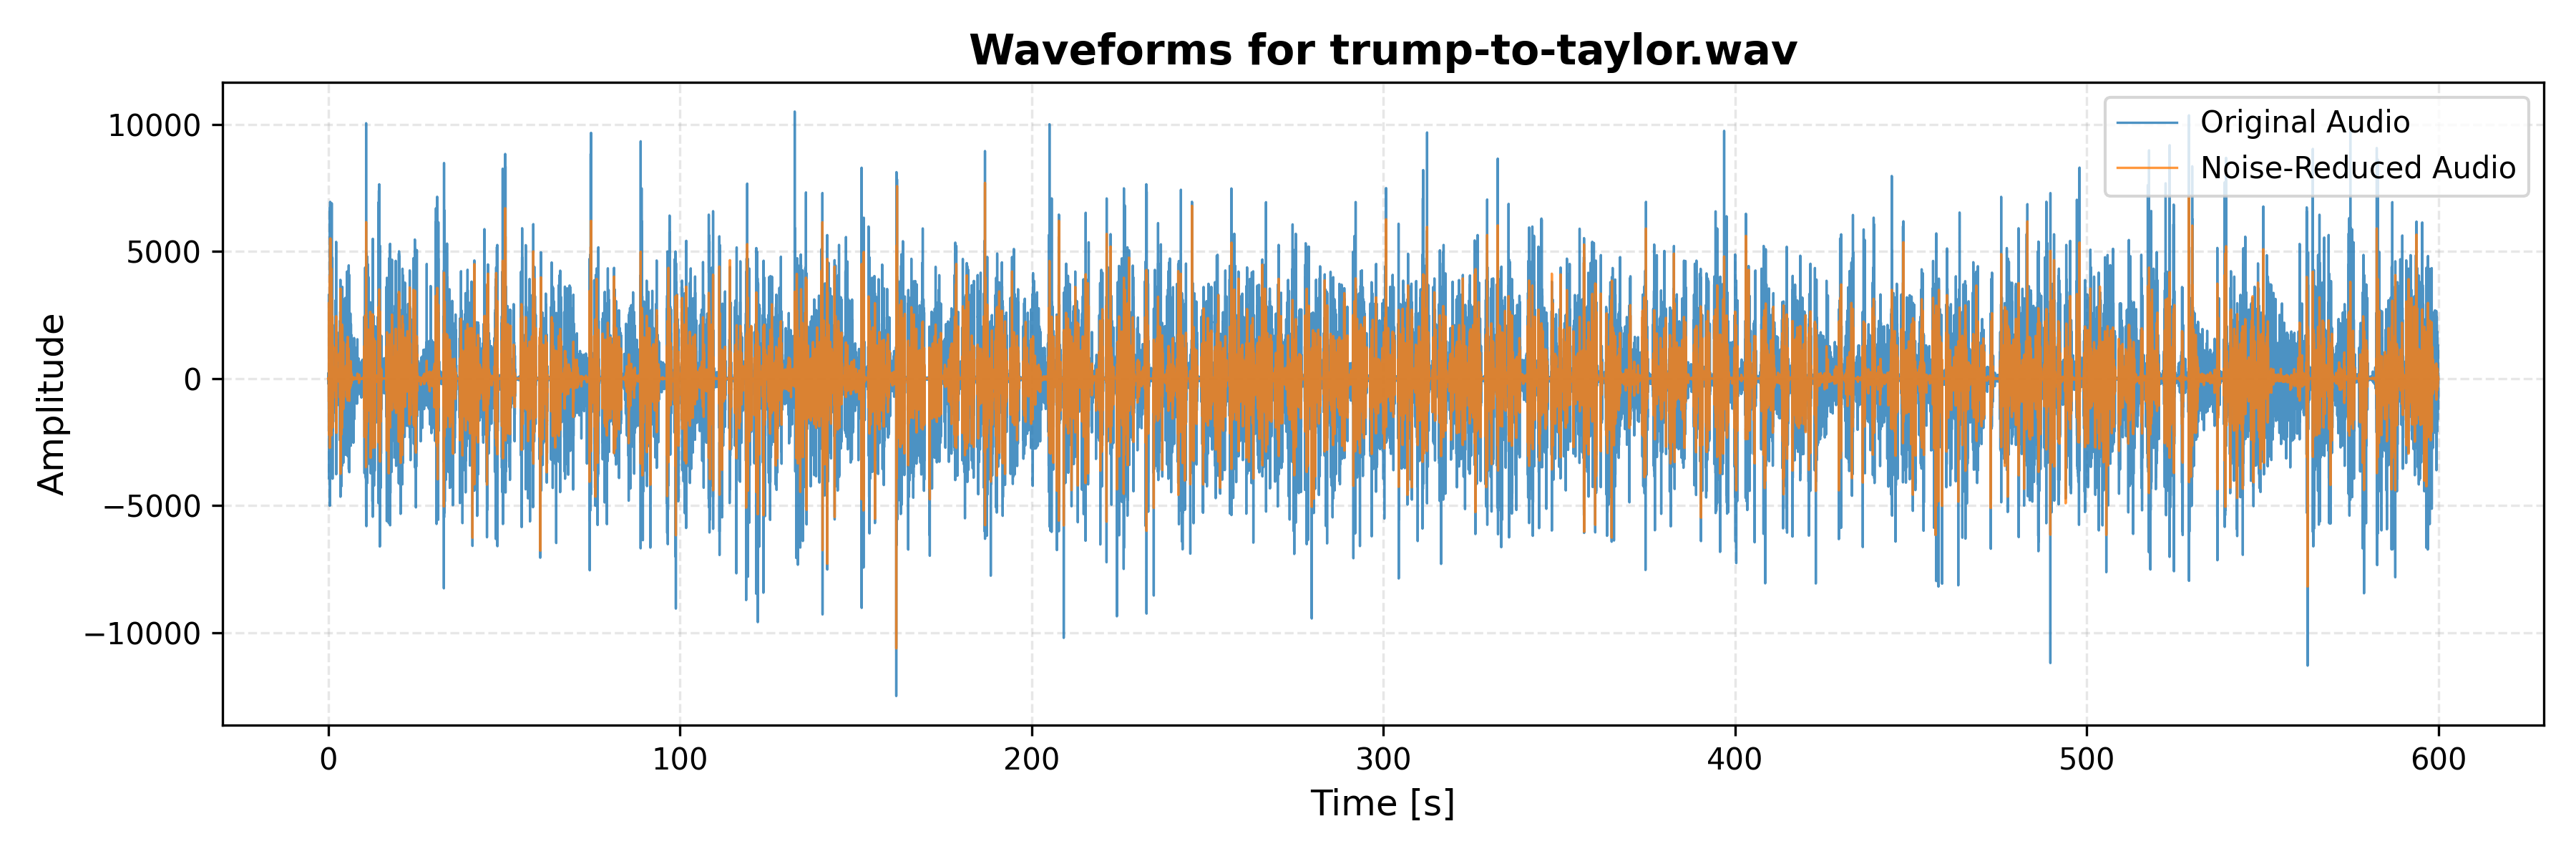 Waveforms for trump-to-taylor.wav
Original Audio
Noise-Reduced Audio
10000
5000
0
−5000
−10000
Amplitude
0 100 200 300 400 500 600
Time [s]